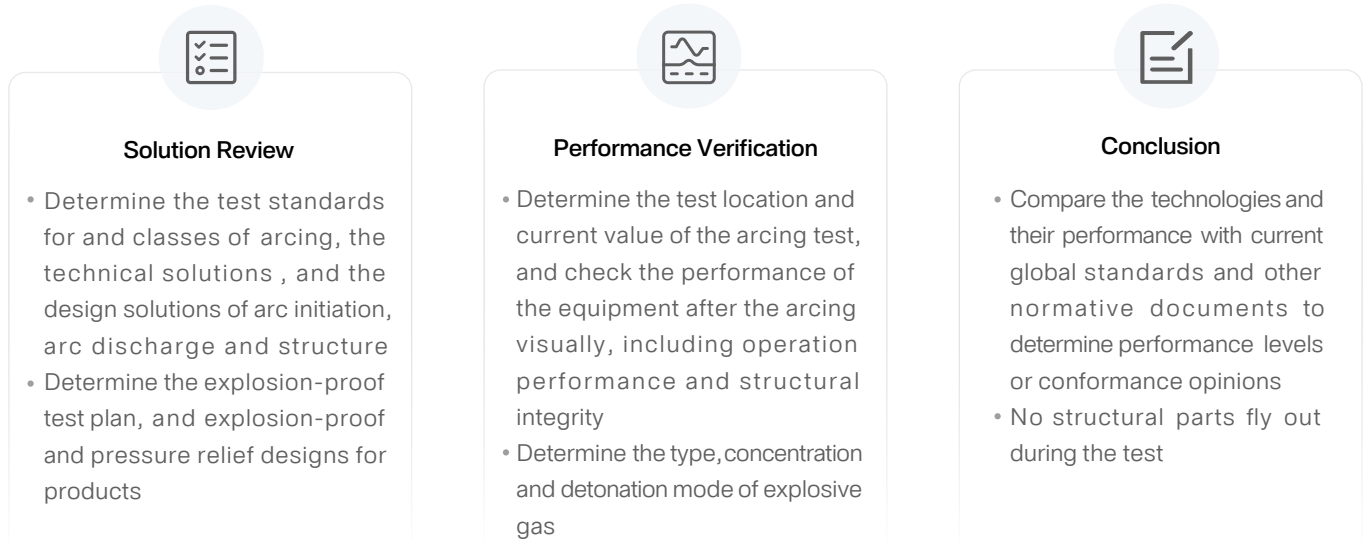 Solution Review
• Determine the test standards
for and classes of arcing, the
technical solutions , and the
design solutions of arc initiation,
arc discharge and structure
• Determine the explosion-proof
test plan, and explosion-proof
and pressure relief designs for
products
Performance Verification
• Determine the test location and
current value of the arcing test,
and check the performance of
the equipment after the arcing
visually, including operation
performance and structural
integrity
• Determine the type,concentration
and detonation mode of explosive
gas
Conclusion
• Compare the technologies and
their performance with current
global standards and other
normative documents to
determine performance levels
or conformance opinions
• No structural parts fly out
during the test